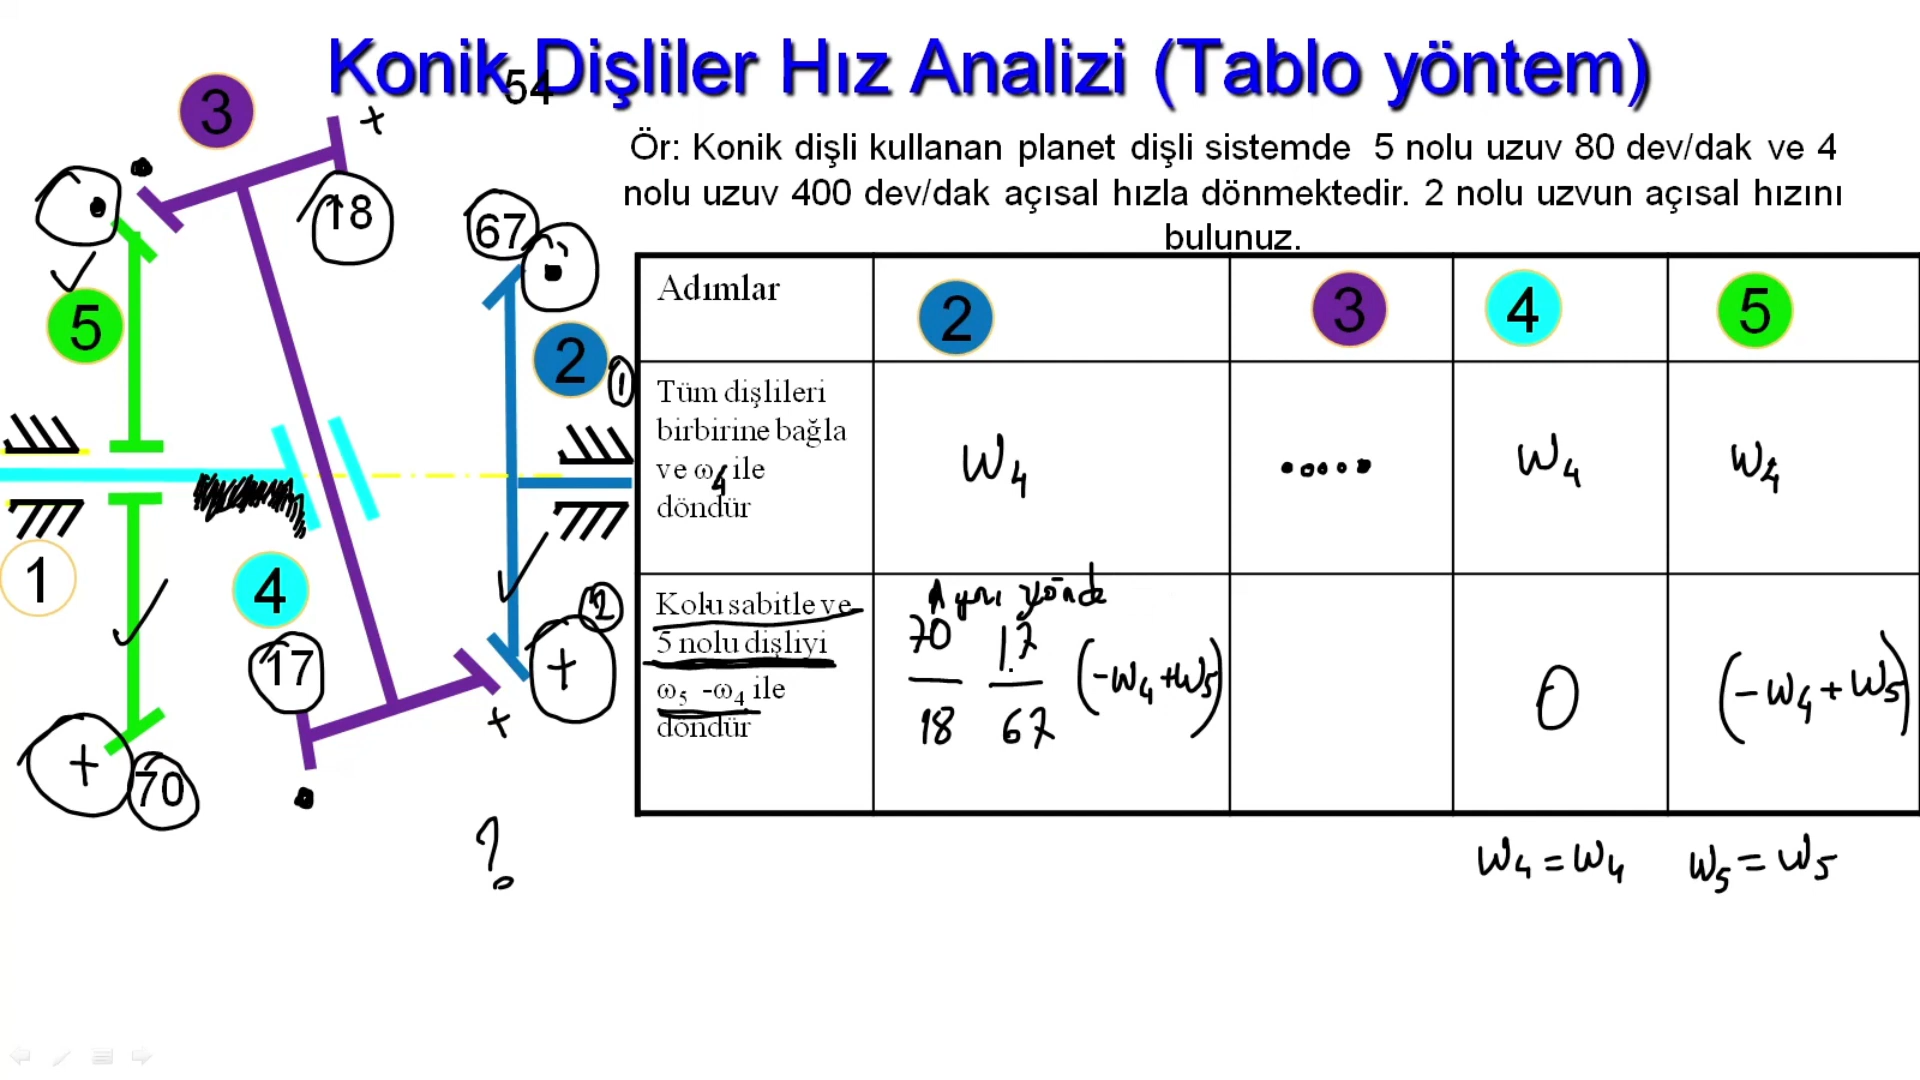 Konik Dişliler Hız Analizi (Tablo yöntem)
54
Ör: Konik dişli kullanan planet dişli sistemde 5 nolu uzuv 80 dev/dak ve 4
nolu uzuv 400 dev/dak açısal hızla dönmektedir. 2 nolu uzvun açısal hızını
bulunuz.
3
+
18
67
5
2
1
4
17
+
+
+
70
?
1
2
Adımlar
2
3
4
5
Tüm dişlileri
birbirine bağla
ve ω4 ile
döndür
W4
.....
W4
W4
Kolu sabitle ve
5 nolu dişliyi
ω5 -ω4 ile
döndür
Aynı yönde
70/18 17/67 (-W4+W5)
0
(-W4+W5)
W4=W4
W5=W5